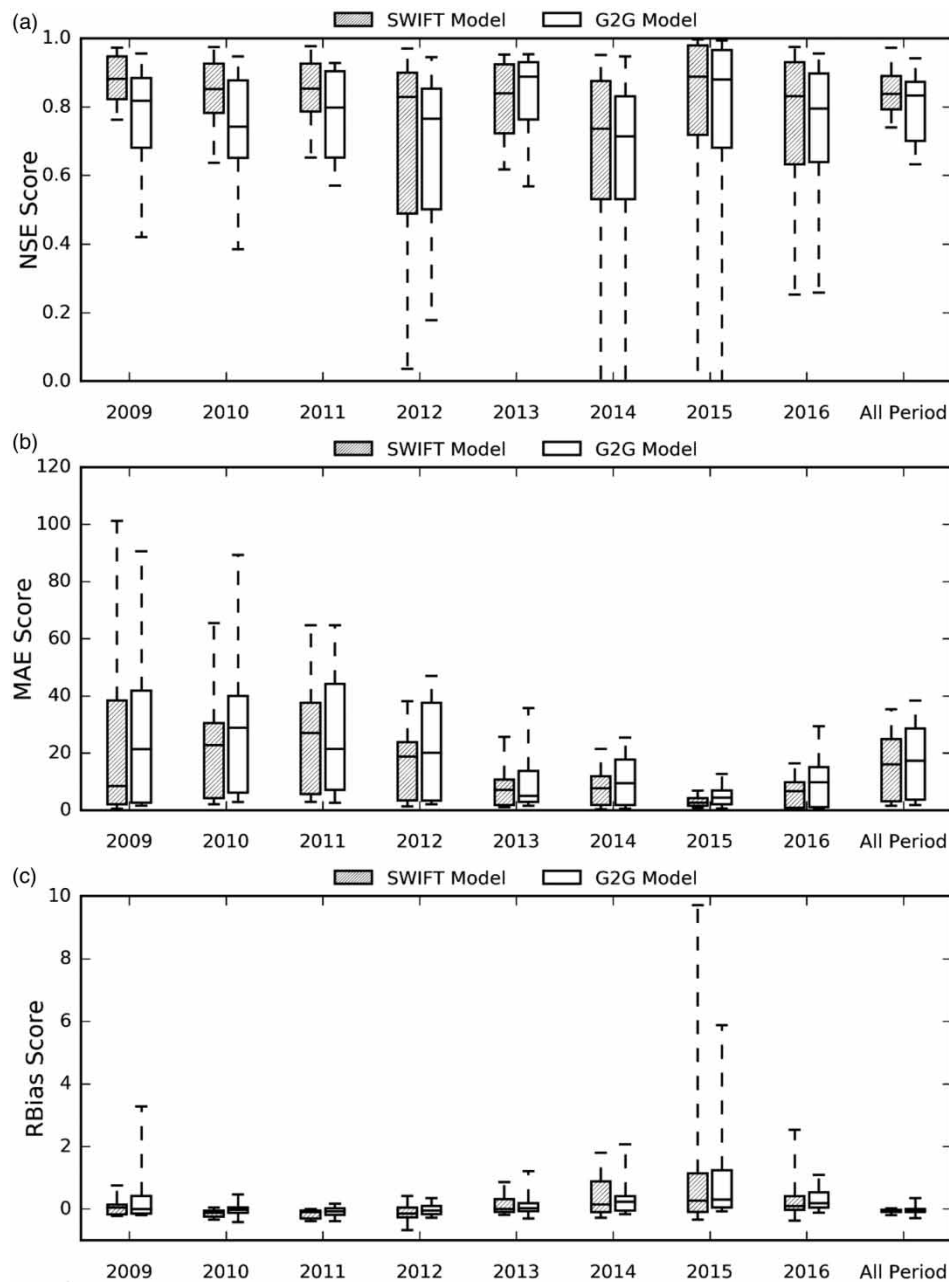 (a)
SWIFT Model G2G Model
1.0
0.8
0.6
0.4
0.2
0.0
NSE Score
2009 2010 2011 2012 2013 2014 2015 2016 All Period
(b)
SWIFT Model G2G Model
120
100
80
60
40
20
0
MAE Score
2009 2010 2011 2012 2013 2014 2015 2016 All Period
(c)
SWIFT Model G2G Model
10
8
6
4
2
0
RBias Score
2009 2010 2011 2012 2013 2014 2015 2016 All Period